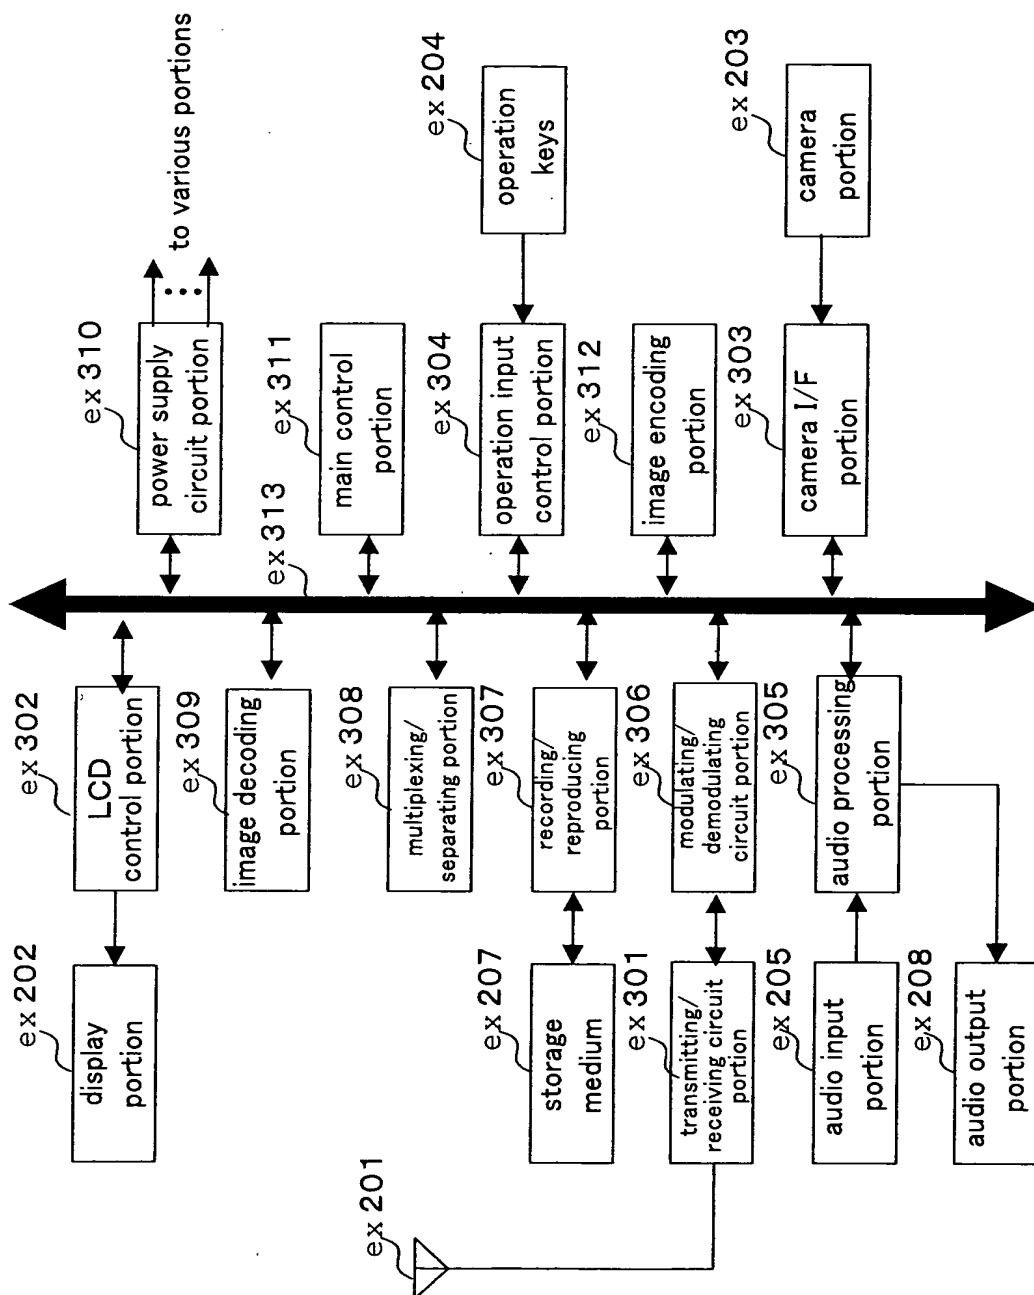 ex 202
display
portion
ex 302
LCD
control portion
ex 309
image decoding
portion
ex 308
multiplexing/
separating portion
ex 207
storage
medium
ex 307
recording/
reproducing
portion
ex 201
ex 301
transmitting/
receiving circuit
portion
ex 306
modulating/
demodulating
circuit portion
ex 205
audio input
portion
ex 305
audio processing
portion
ex 208
audio output
portion
ex 313
ex 310
power supply
circuit portion
to various portions
ex 311
main control
portion
ex 304
operation input
control portion
ex 204
operation
keys
ex 312
image encoding
portion
ex 303
camera I/F
portion
ex 203
camera
portion